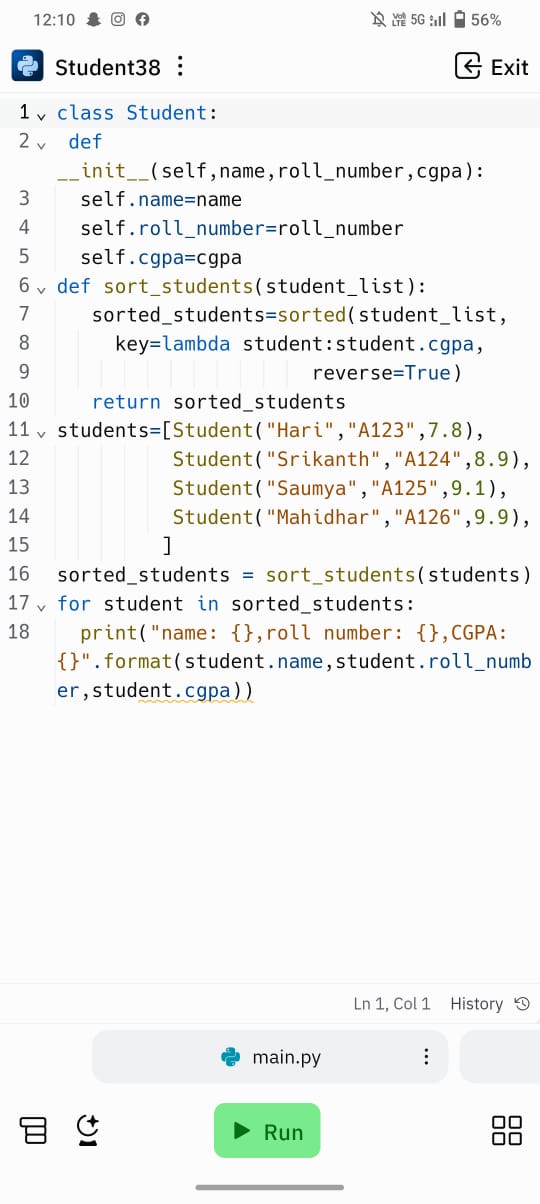 12:10 Vo) LTE 5G 56%
Student38 Exit
1 class Student:
2 def
__init__(self,name,roll_number,cgpa):
3 self.name=name
4 self.roll_number=roll_number
5 self.cgpa=cgpa
6 def sort_students(student_list):
7 sorted_students=sorted(student_list,
8 key=lambda student:student.cgpa,
9 reverse=True)
10 return sorted_students
11 students=[Student("Hari","A123",7.8),
12 Student("Srikanth","A124",8.9),
13 Student("Saumya","A125",9.1),
14 Student("Mahidhar","A126",9.9),
15 ]
16 sorted_students = sort_students(students)
17 for student in sorted_students:
18 print("name: {},roll number: {},CGPA:
{}".format(student.name,student.roll_numb
er,student.cgpa))
Ln 1, Col 1 History
main.py
Run